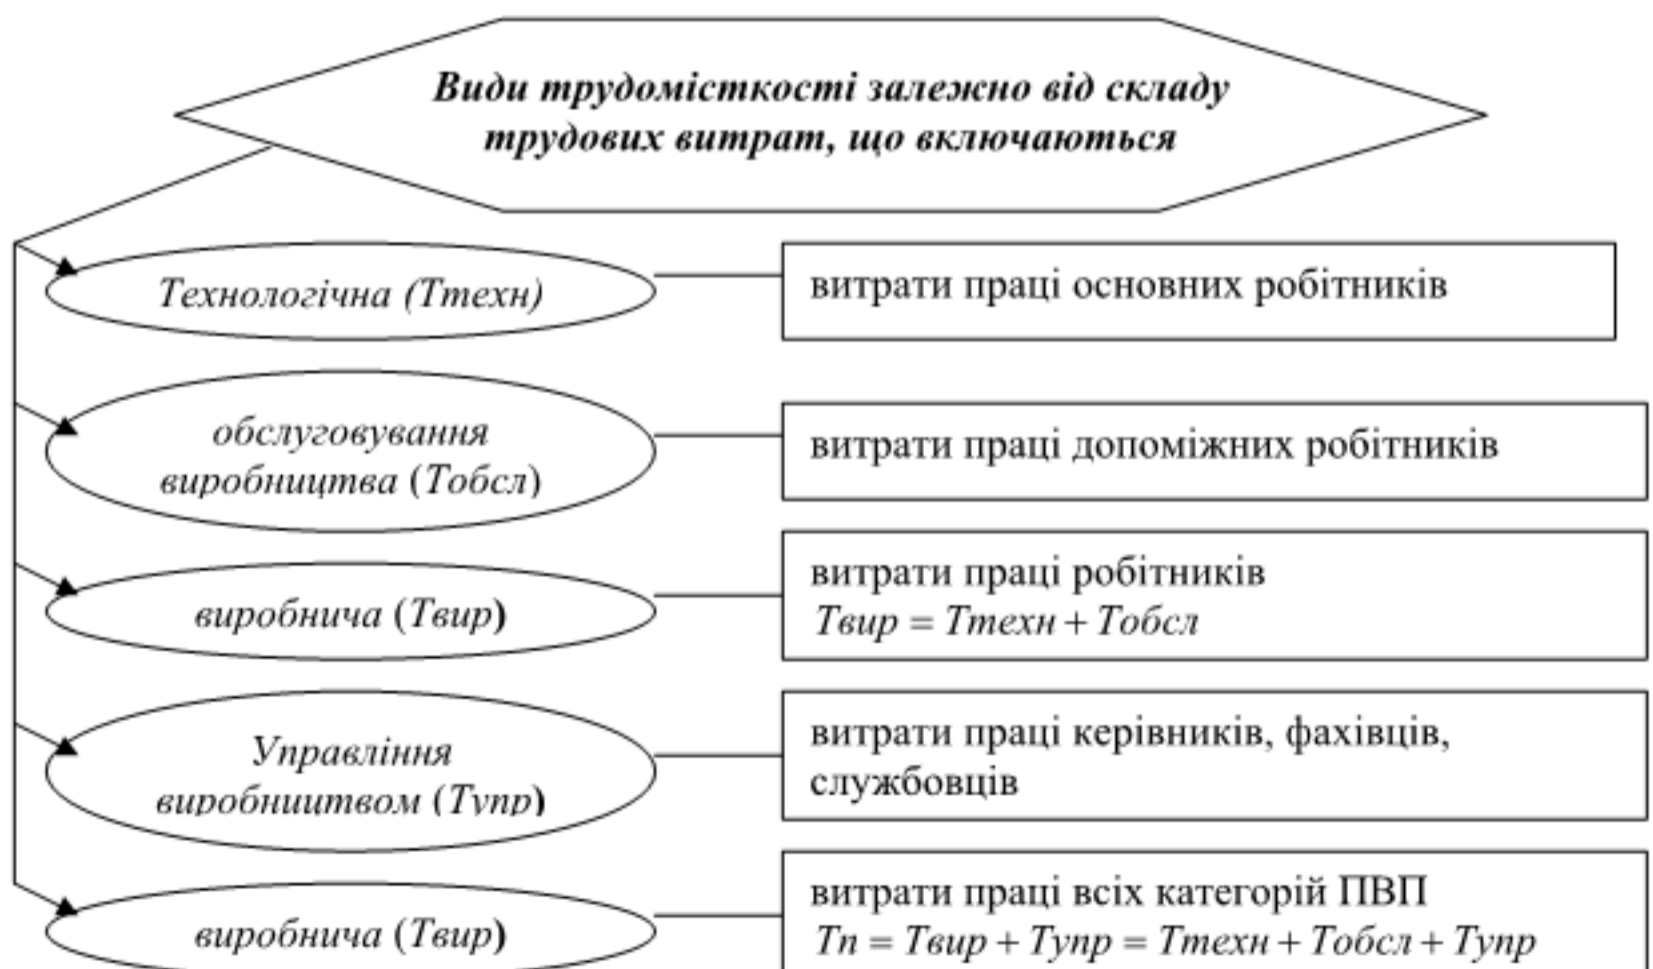 Види трудомісткості залежно від складу
трудових витрат, що включаються
Технологічна (Ттехн)
витрати праці основних робітників
обслуговування
виробництва (Тобсл)
витрати праці допоміжних робітників
виробнича (Твир)
витрати праці робітників
Твир = Ттехн + Тобсл
Управління
виробництвом (Тупр)
витрати праці керівників, фахівців,
службовців
виробнича (Твир)
витрати праці всіх категорій ПВП
Тп = Твир + Тупр = Ттехн + Тобсл + Тупр